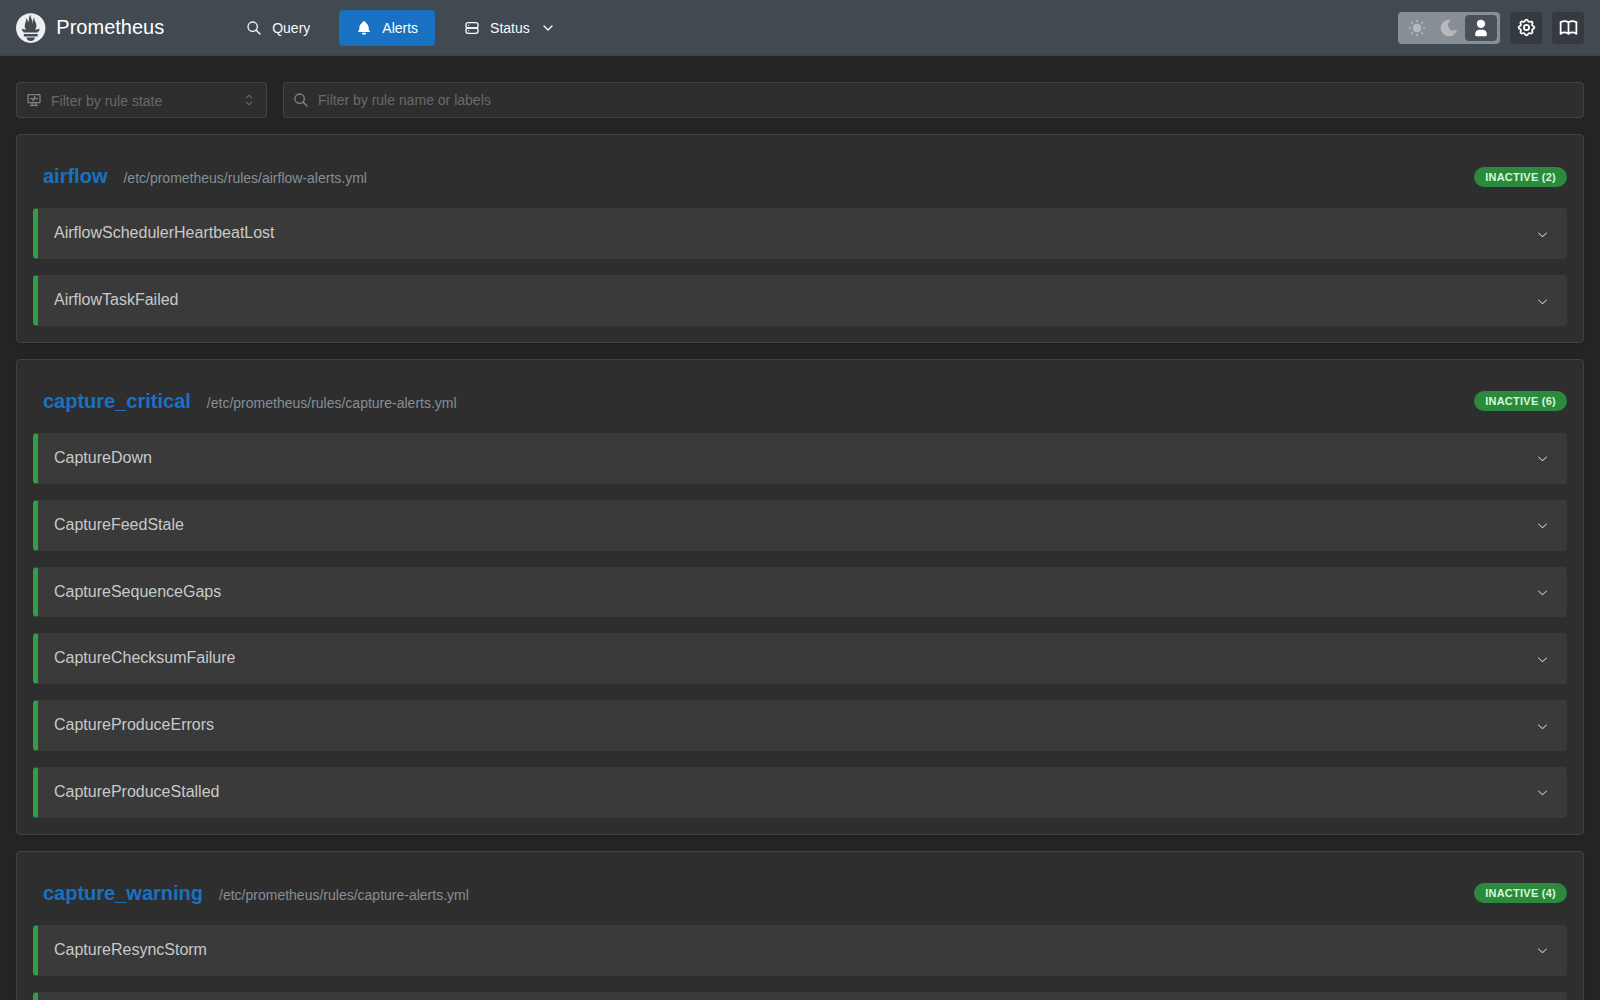 Prometheus
Query
Alerts
Status
Filter by rule state
Filter by rule name or labels
airflow /etc/prometheus/rules/airflow-alerts.yml INACTIVE (2)
AirflowSchedulerHeartbeatLost
AirflowTaskFailed
capture_critical /etc/prometheus/rules/capture-alerts.yml INACTIVE (6)
CaptureDown
CaptureFeedStale
CaptureSequenceGaps
CaptureChecksumFailure
CaptureProduceErrors
CaptureProduceStalled
capture_warning /etc/prometheus/rules/capture-alerts.yml INACTIVE (4)
CaptureResyncStorm